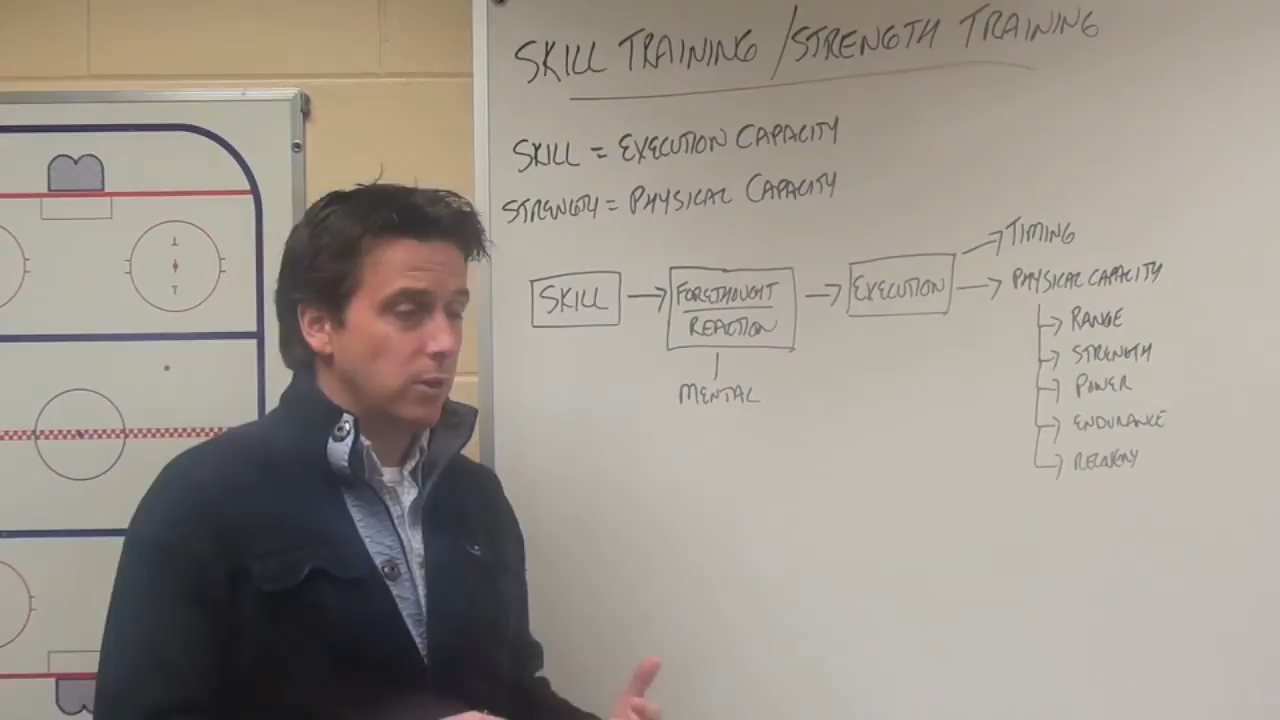 SKILL TRAINING / STRENGTH TRAINING
SKILL = EXECUTION CAPACITY
STRENGTH = PHYSICAL CAPACITY
SKILL
FORETHOUGHT
REACTION
MENTAL
EXECUTION
TIMING
PHYSICAL CAPACITY
RANGE
STRENGTH
POWER
ENDURANCE
RECOVERY